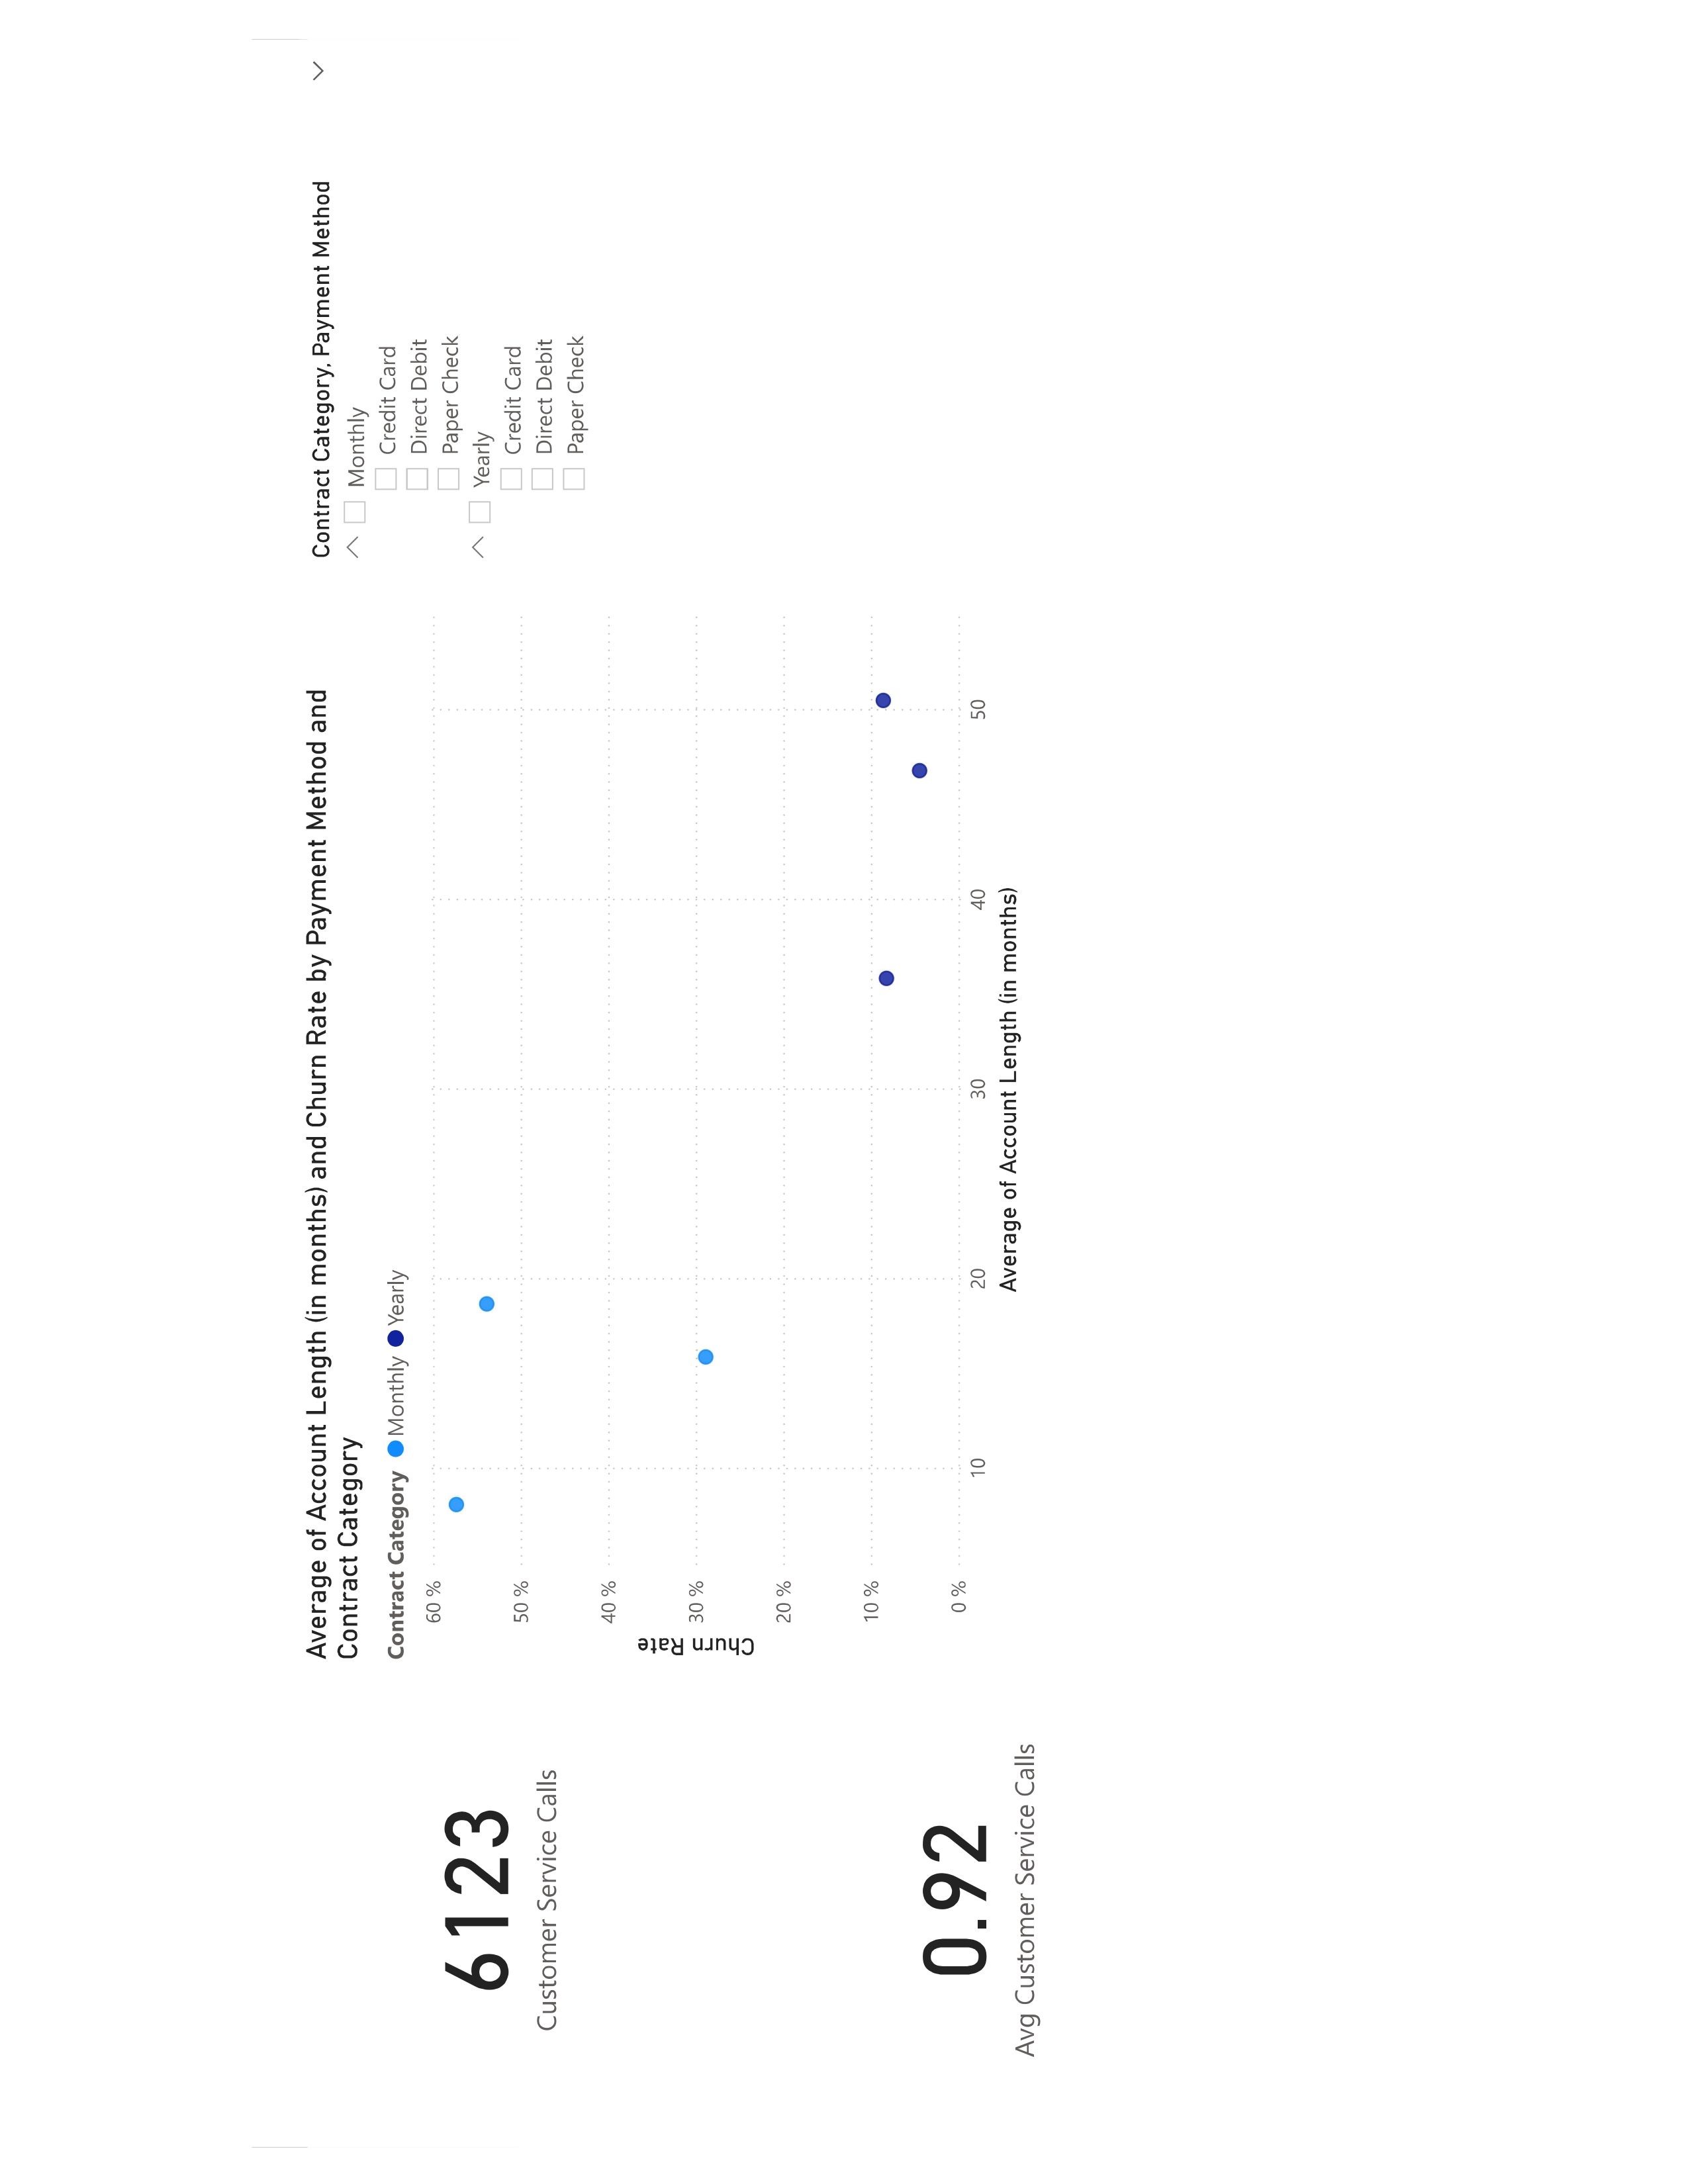 6123
Customer Service Calls
0.92
Avg Customer Service Calls
Average of Account Length (in months) and Churn Rate by Payment Method and
Contract Category
Contract Category Monthly Yearly
60 %
50 %
40 %
30 %
20 %
10 %
0 %
Churn Rate
10 20 30 40 50
Average of Account Length (in months)
Contract Category, Payment Method
Monthly
Credit Card
Direct Debit
Paper Check
Yearly
Credit Card
Direct Debit
Paper Check